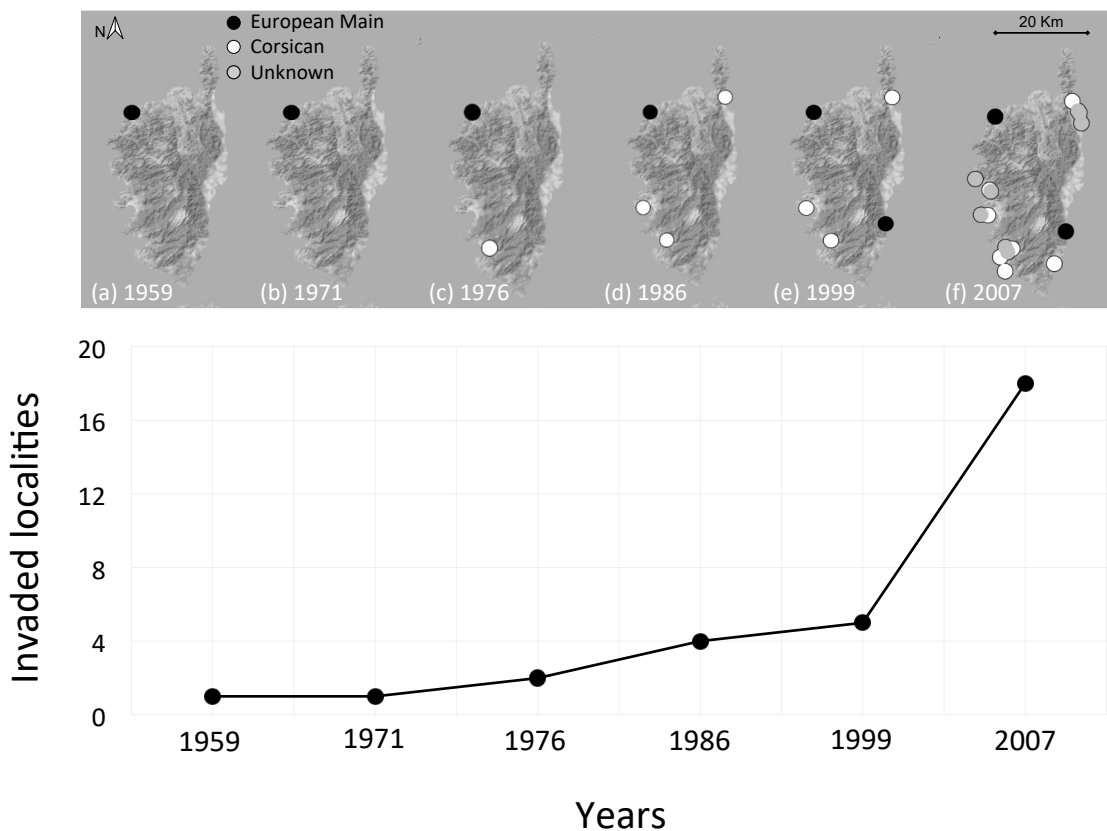 N
European Main
Corsican
Unknown
20 Km
(a) 1959
(b) 1971
(c) 1976
(d) 1986
(e) 1999
(f) 2007
20
16
12
8
4
0
Invaded localities
1959
1971
1976
1986
1999
2007
Years